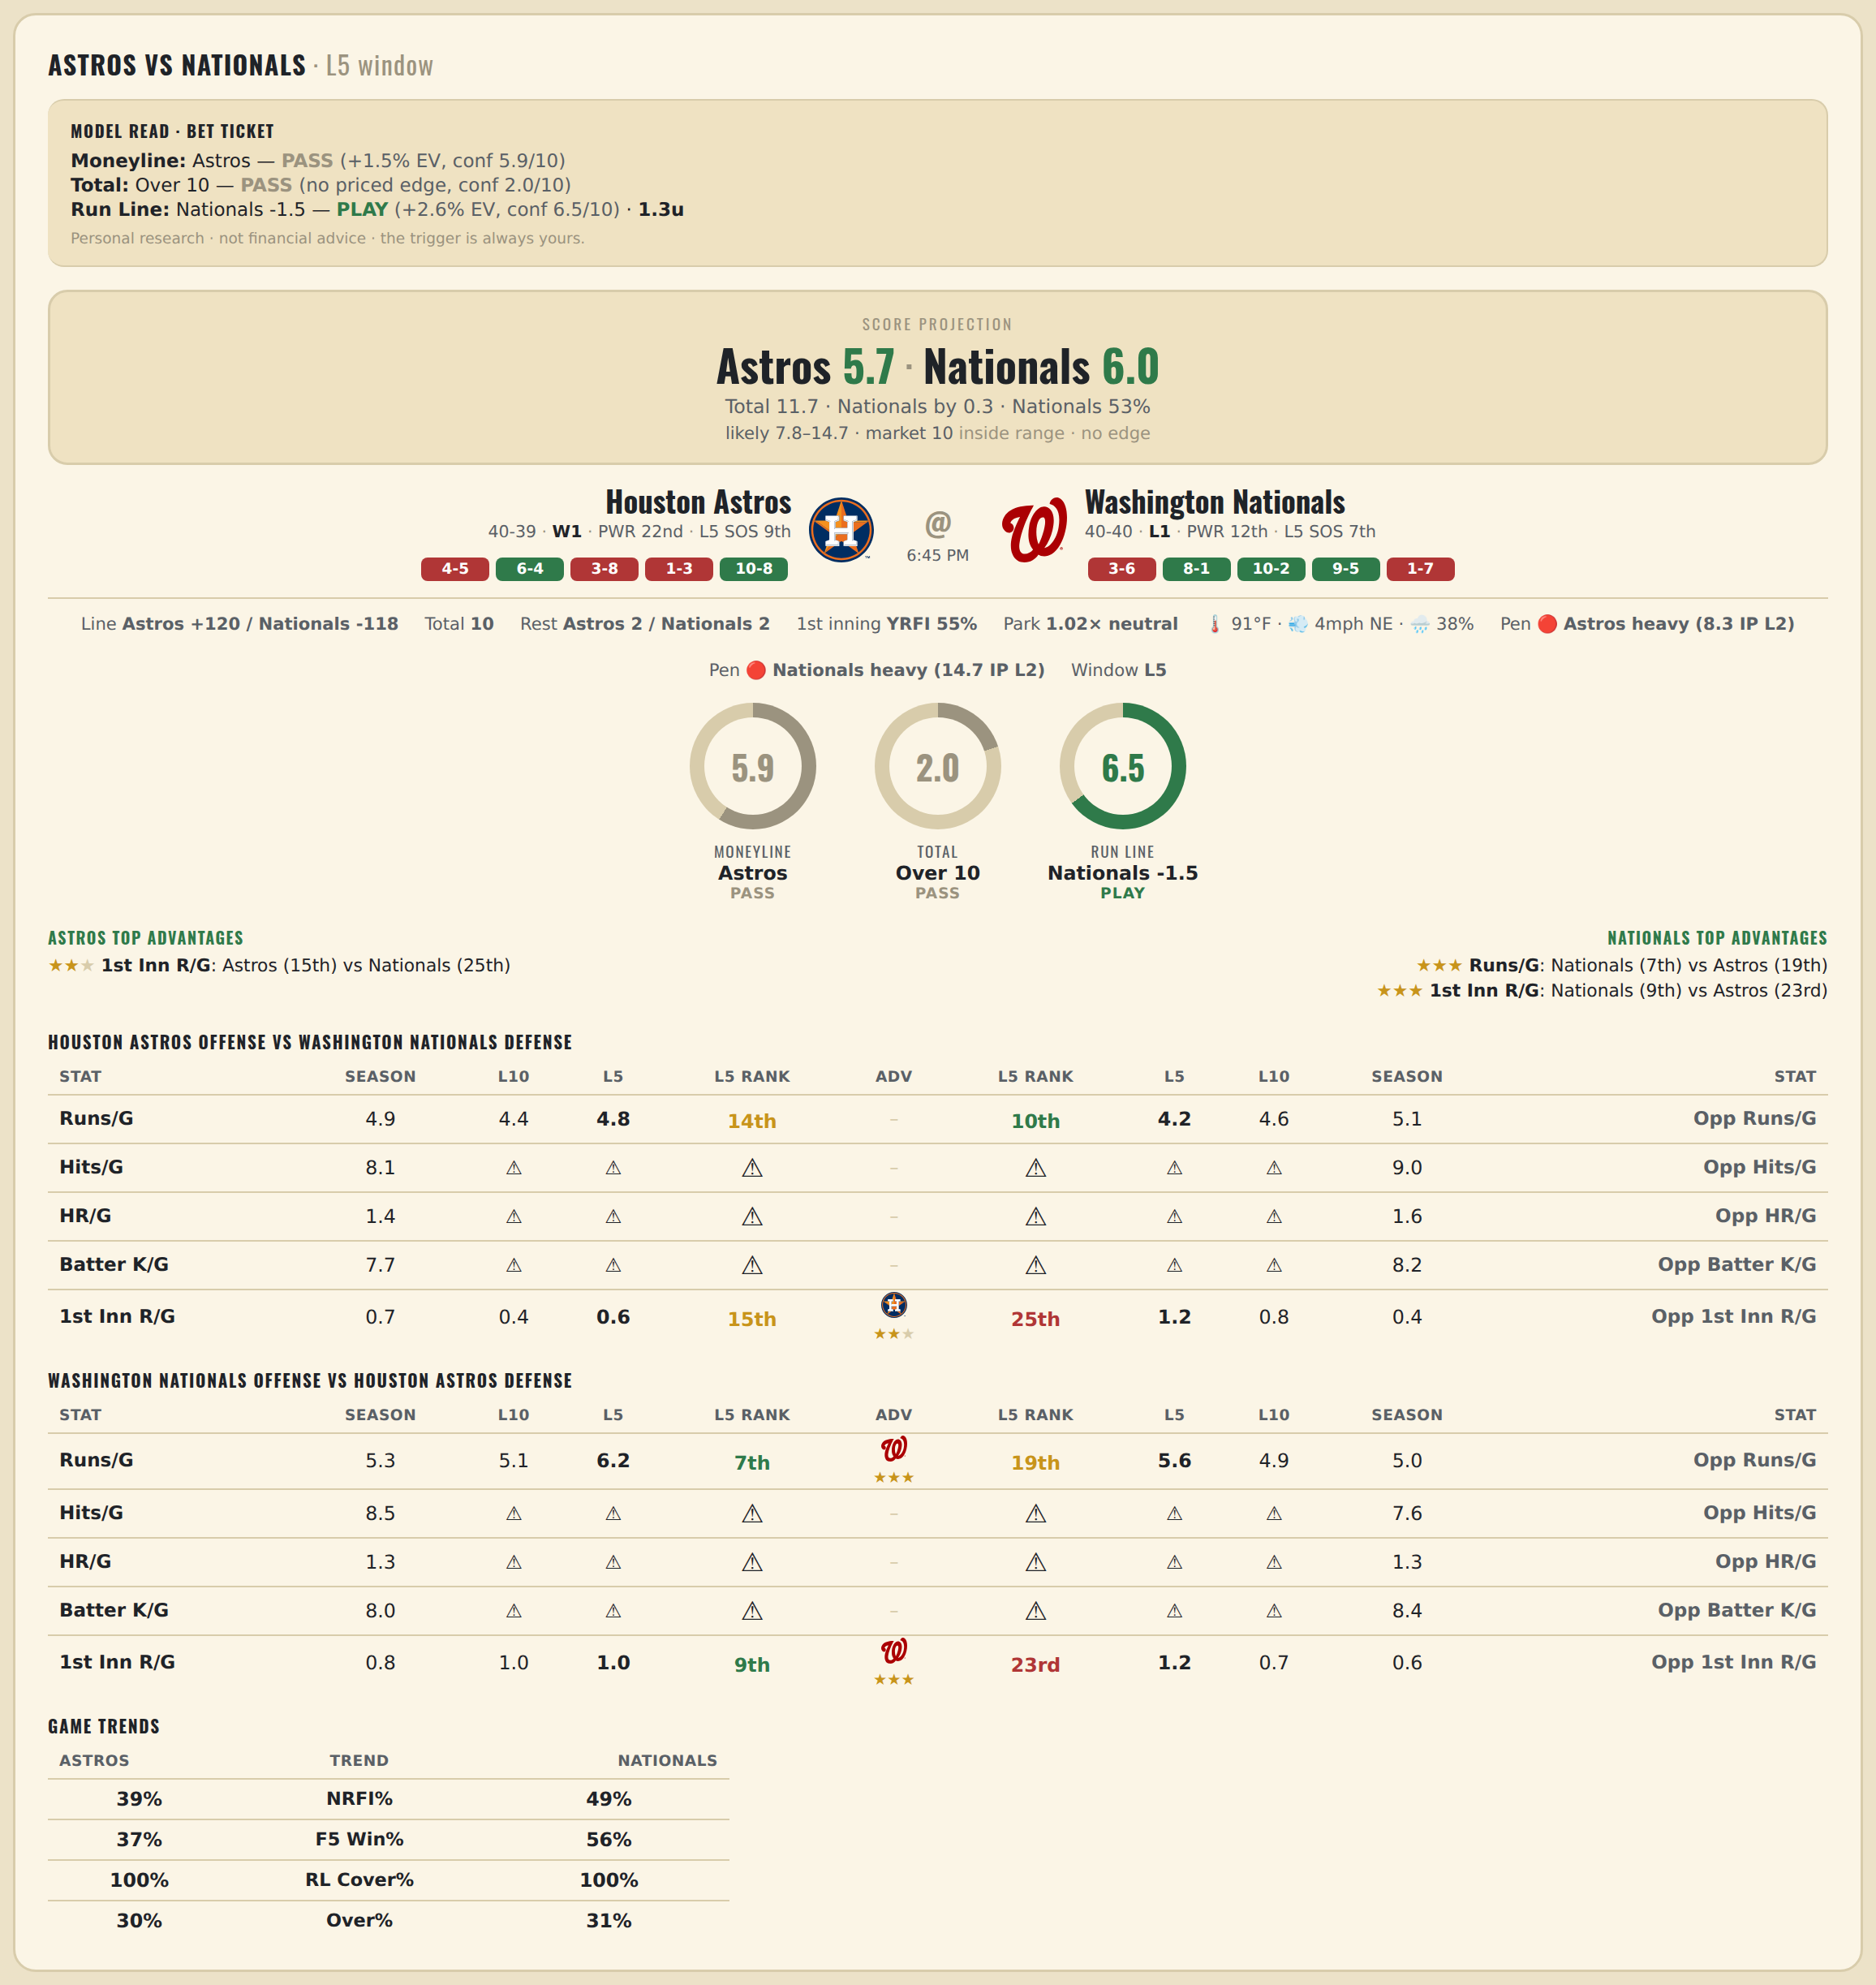 ASTROS VS NATIONALS · L5 window
MODEL READ · BET TICKET
Moneyline: Astros — PASS (+1.5% EV, conf 5.9/10)
Total: Over 10 — PASS (no priced edge, conf 2.0/10)
Run Line: Nationals -1.5 — PLAY (+2.6% EV, conf 6.5/10) · 1.3u
Personal research · not financial advice · the trigger is always yours.
SCORE PROJECTION
Astros 5.7 · Nationals 6.0
Total 11.7 · Nationals by 0.3 · Nationals 53%
likely 7.8–14.7 · market 10 inside range · no edge
Houston Astros
40-39 · W1 · PWR 22nd · L5 SOS 9th
4-5 6-4 3-8 1-3 10-8
@
6:45 PM
Washington Nationals
40-40 · L1 · PWR 12th · L5 SOS 7th
3-6 8-1 10-2 9-5 1-7
Line Astros +120 / Nationals -118 Total 10 Rest Astros 2 / Nationals 2 1st inning YRFI 55% Park 1.02× neutral 🌡️ 91°F · 💨 4mph NE · 🌧️ 38% Pen 🔴 Astros heavy (8.3 IP L2)
Pen 🔴 Nationals heavy (14.7 IP L2) Window L5
5.9 2.0 6.5
MONEYLINE TOTAL RUN LINE
Astros Over 10 Nationals -1.5
PASS PASS PLAY
ASTROS TOP ADVANTAGES
★★★ 1st Inn R/G: Astros (15th) vs Nationals (25th)
NATIONALS TOP ADVANTAGES
★★★ Runs/G: Nationals (7th) vs Astros (19th)
★★★ 1st Inn R/G: Nationals (9th) vs Astros (23rd)
HOUSTON ASTROS OFFENSE VS WASHINGTON NATIONALS DEFENSE
STAT SEASON L10 L5 L5 RANK ADV L5 RANK L5 L10 SEASON STAT
Runs/G 4.9 4.4 4.8 14th – 10th 4.2 4.6 5.1 Opp Runs/G
Hits/G 8.1 ⚠ ⚠ ⚠ – ⚠ ⚠ ⚠ 9.0 Opp Hits/G
HR/G 1.4 ⚠ ⚠ ⚠ – ⚠ ⚠ ⚠ 1.6 Opp HR/G
Batter K/G 7.7 ⚠ ⚠ ⚠ – ⚠ ⚠ ⚠ 8.2 Opp Batter K/G
1st Inn R/G 0.7 0.4 0.6 15th ★★★ 25th 1.2 0.8 0.4 Opp 1st Inn R/G
WASHINGTON NATIONALS OFFENSE VS HOUSTON ASTROS DEFENSE
STAT SEASON L10 L5 L5 RANK ADV L5 RANK L5 L10 SEASON STAT
Runs/G 5.3 5.1 6.2 7th ★★★ 19th 5.6 4.9 5.0 Opp Runs/G
Hits/G 8.5 ⚠ ⚠ ⚠ – ⚠ ⚠ ⚠ 7.6 Opp Hits/G
HR/G 1.3 ⚠ ⚠ ⚠ – ⚠ ⚠ ⚠ 1.3 Opp HR/G
Batter K/G 8.0 ⚠ ⚠ ⚠ – ⚠ ⚠ ⚠ 8.4 Opp Batter K/G
1st Inn R/G 0.8 1.0 1.0 9th ★★★ 23rd 1.2 0.7 0.6 Opp 1st Inn R/G
GAME TRENDS
ASTROS TREND NATIONALS
39% NRFI% 49%
37% F5 Win% 56%
100% RL Cover% 100%
30% Over% 31%